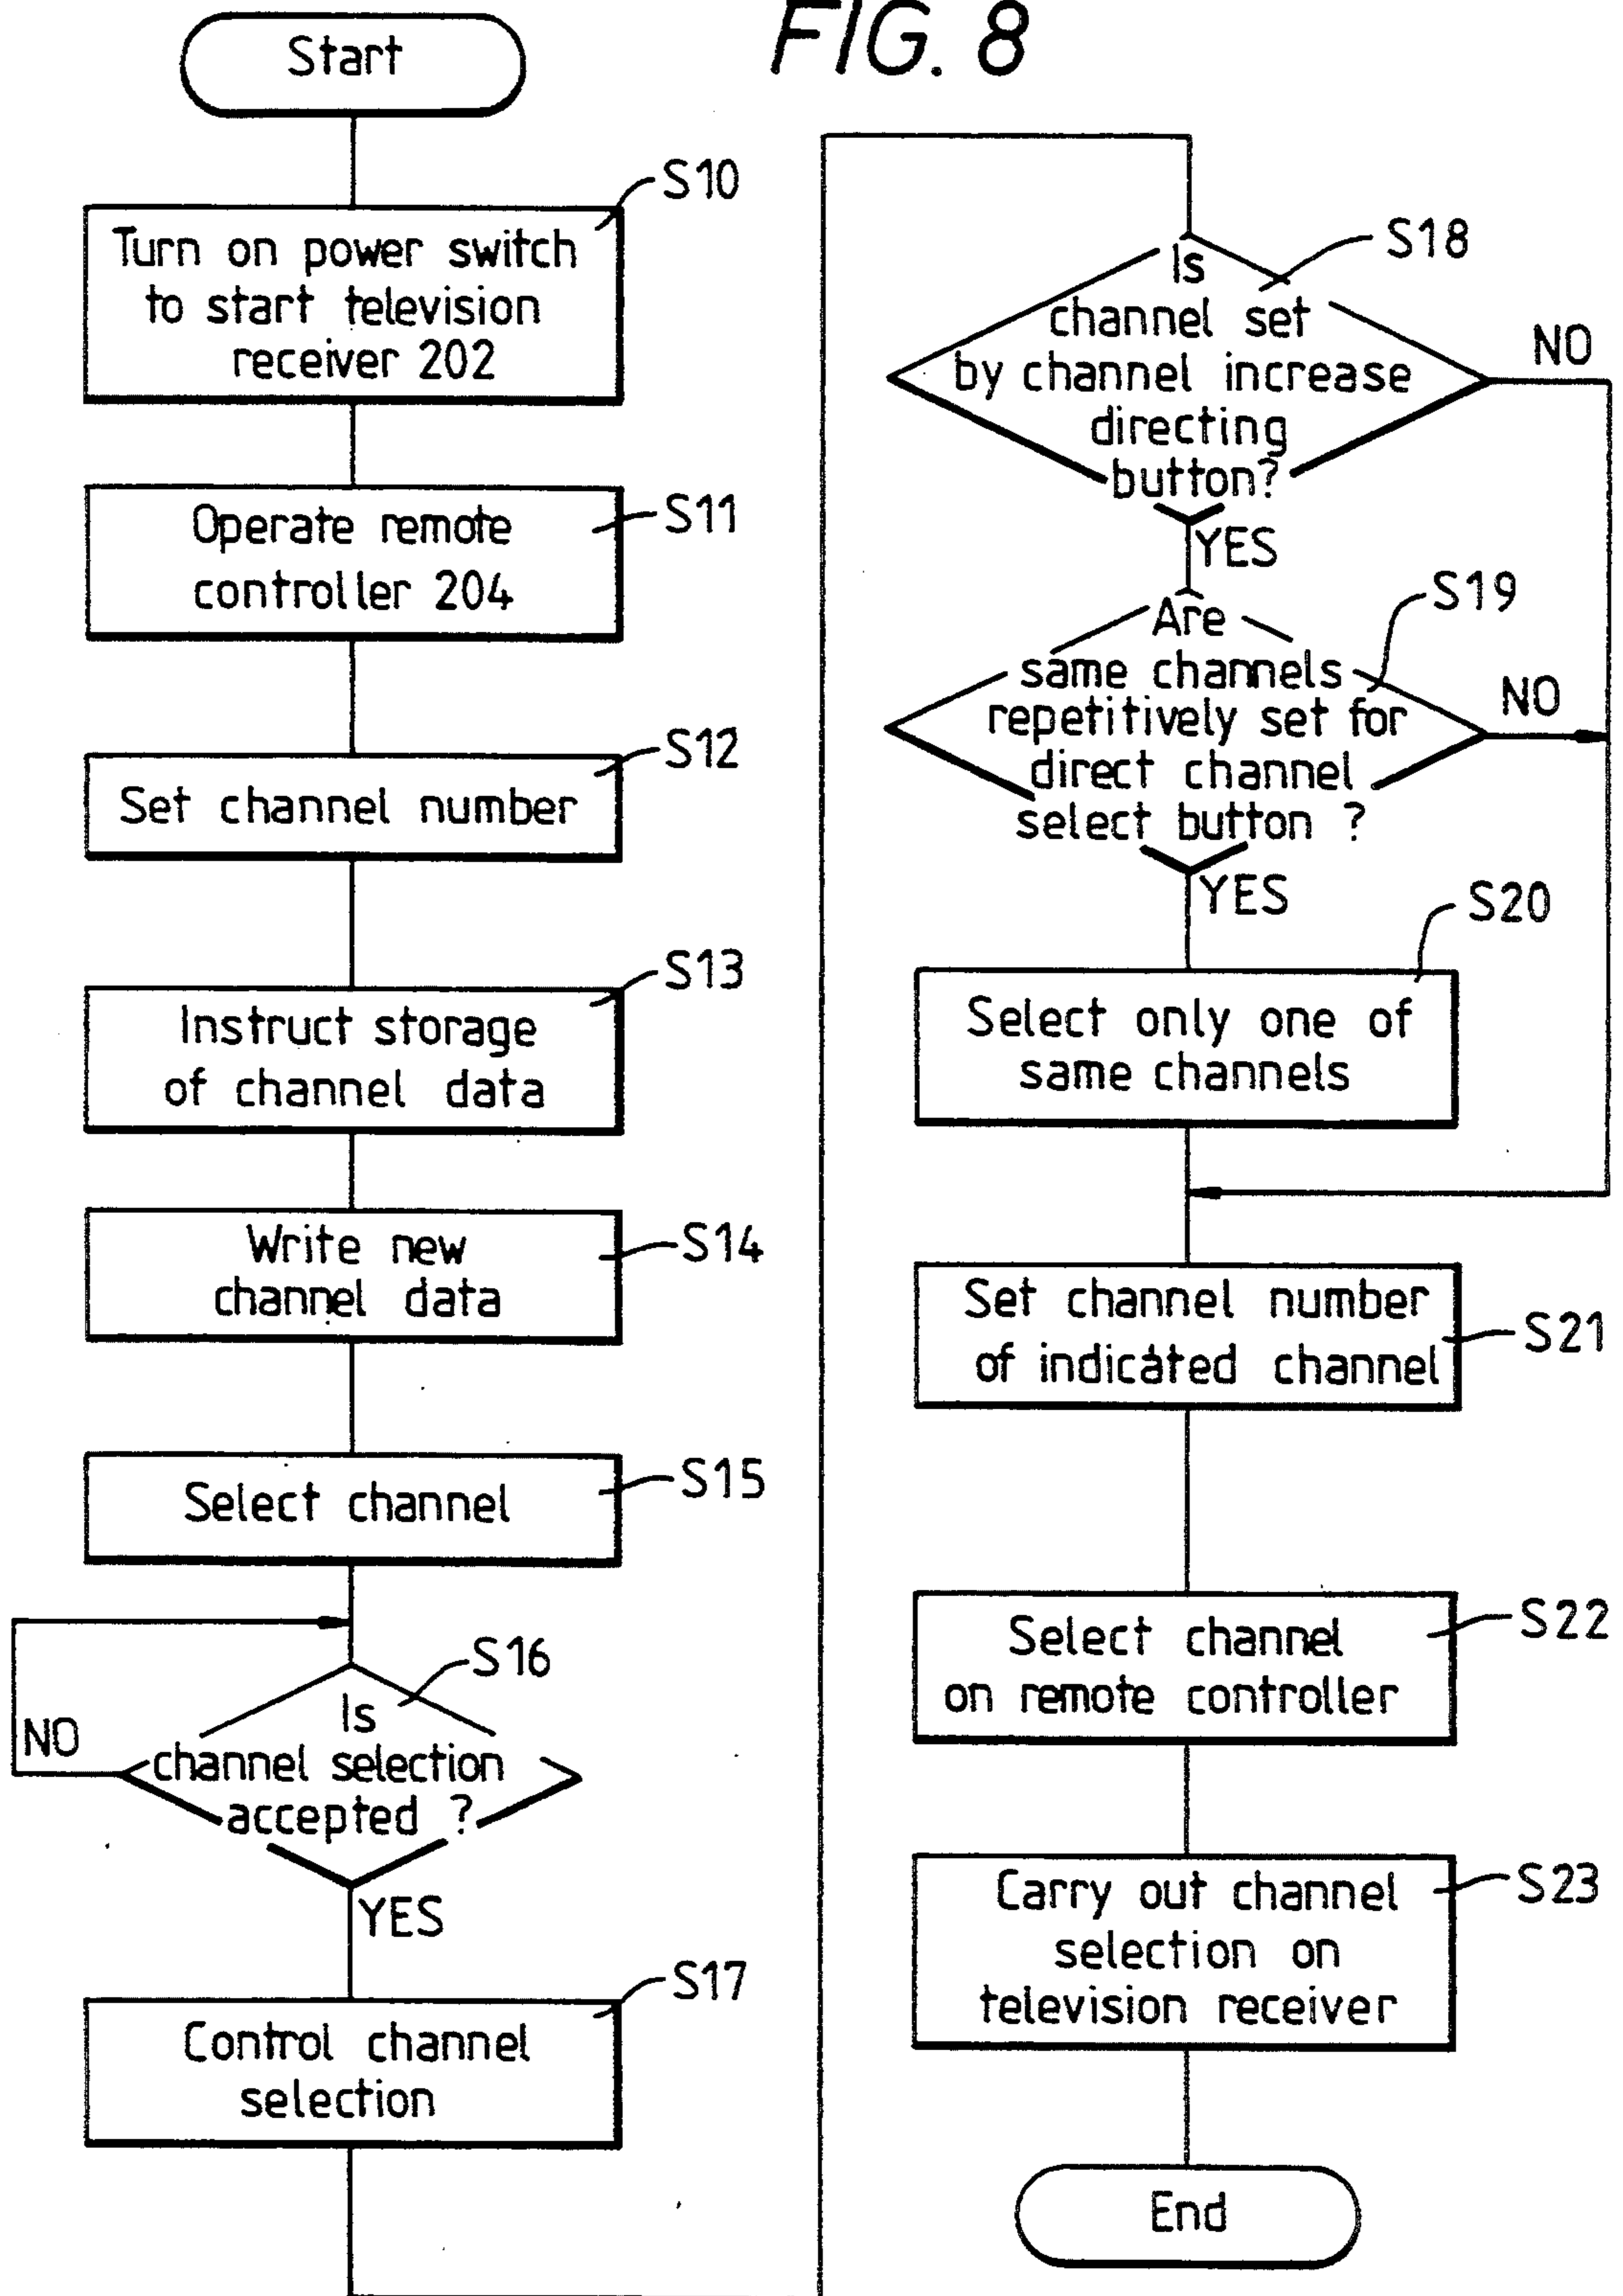 FIG. 8
Start
S10
Turn on power switch
to start television
receiver 202
S11
Operate remote
controller 204
S12
Set channel number
S13
Instruct storage
of channel data
S14
Write new
channel data
S15
Select channel
S16
Is
channel selection
accepted ?
NO
YES
S17
Control channel
selection
S18
Is
channel set
by channel increase
directing
button?
NO
YES
S19
Are
same channels
repetitively set for
direct channel
select button ?
NO
YES
S20
Select only one of
same channels
S21
Set channel number
of indicated channel
S22
Select channel
on remote controller
S23
Carry out channel
selection on
television receiver
End